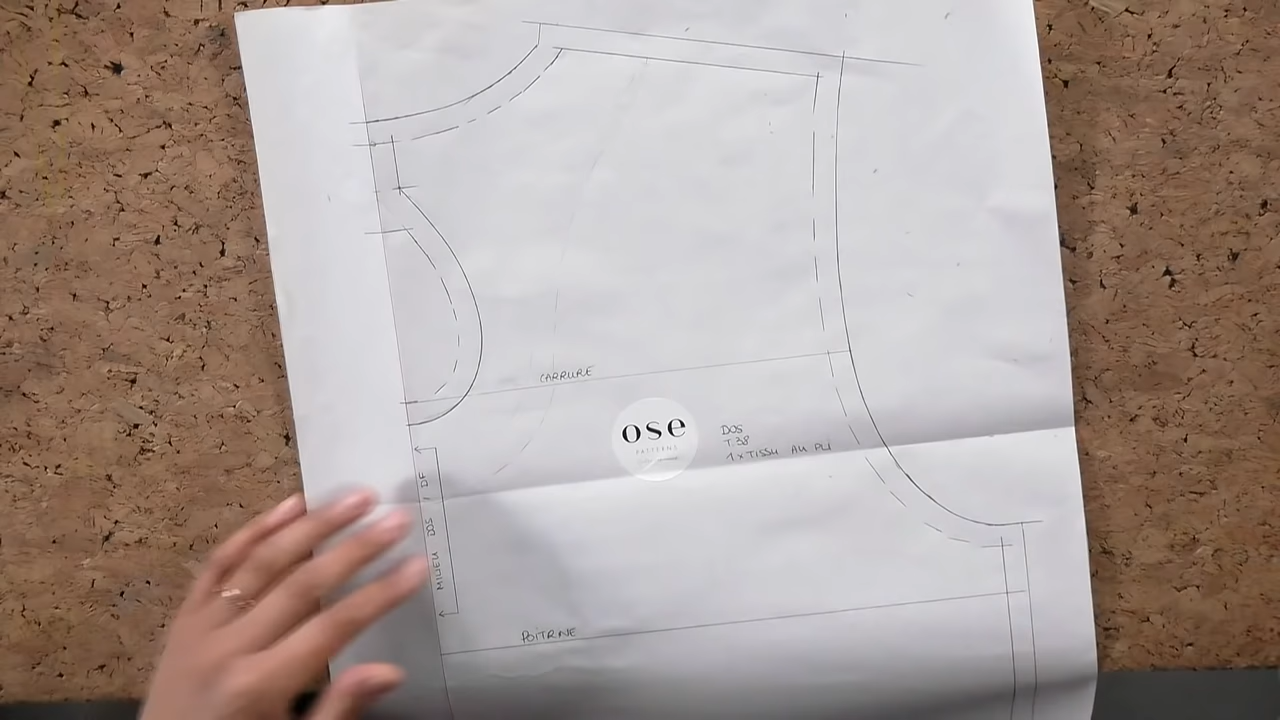 CARRURE
ose
PATTERNS
DOS
T.38
1 x TISSU AU PLI
MILIEU DOS / DF
POITRINE